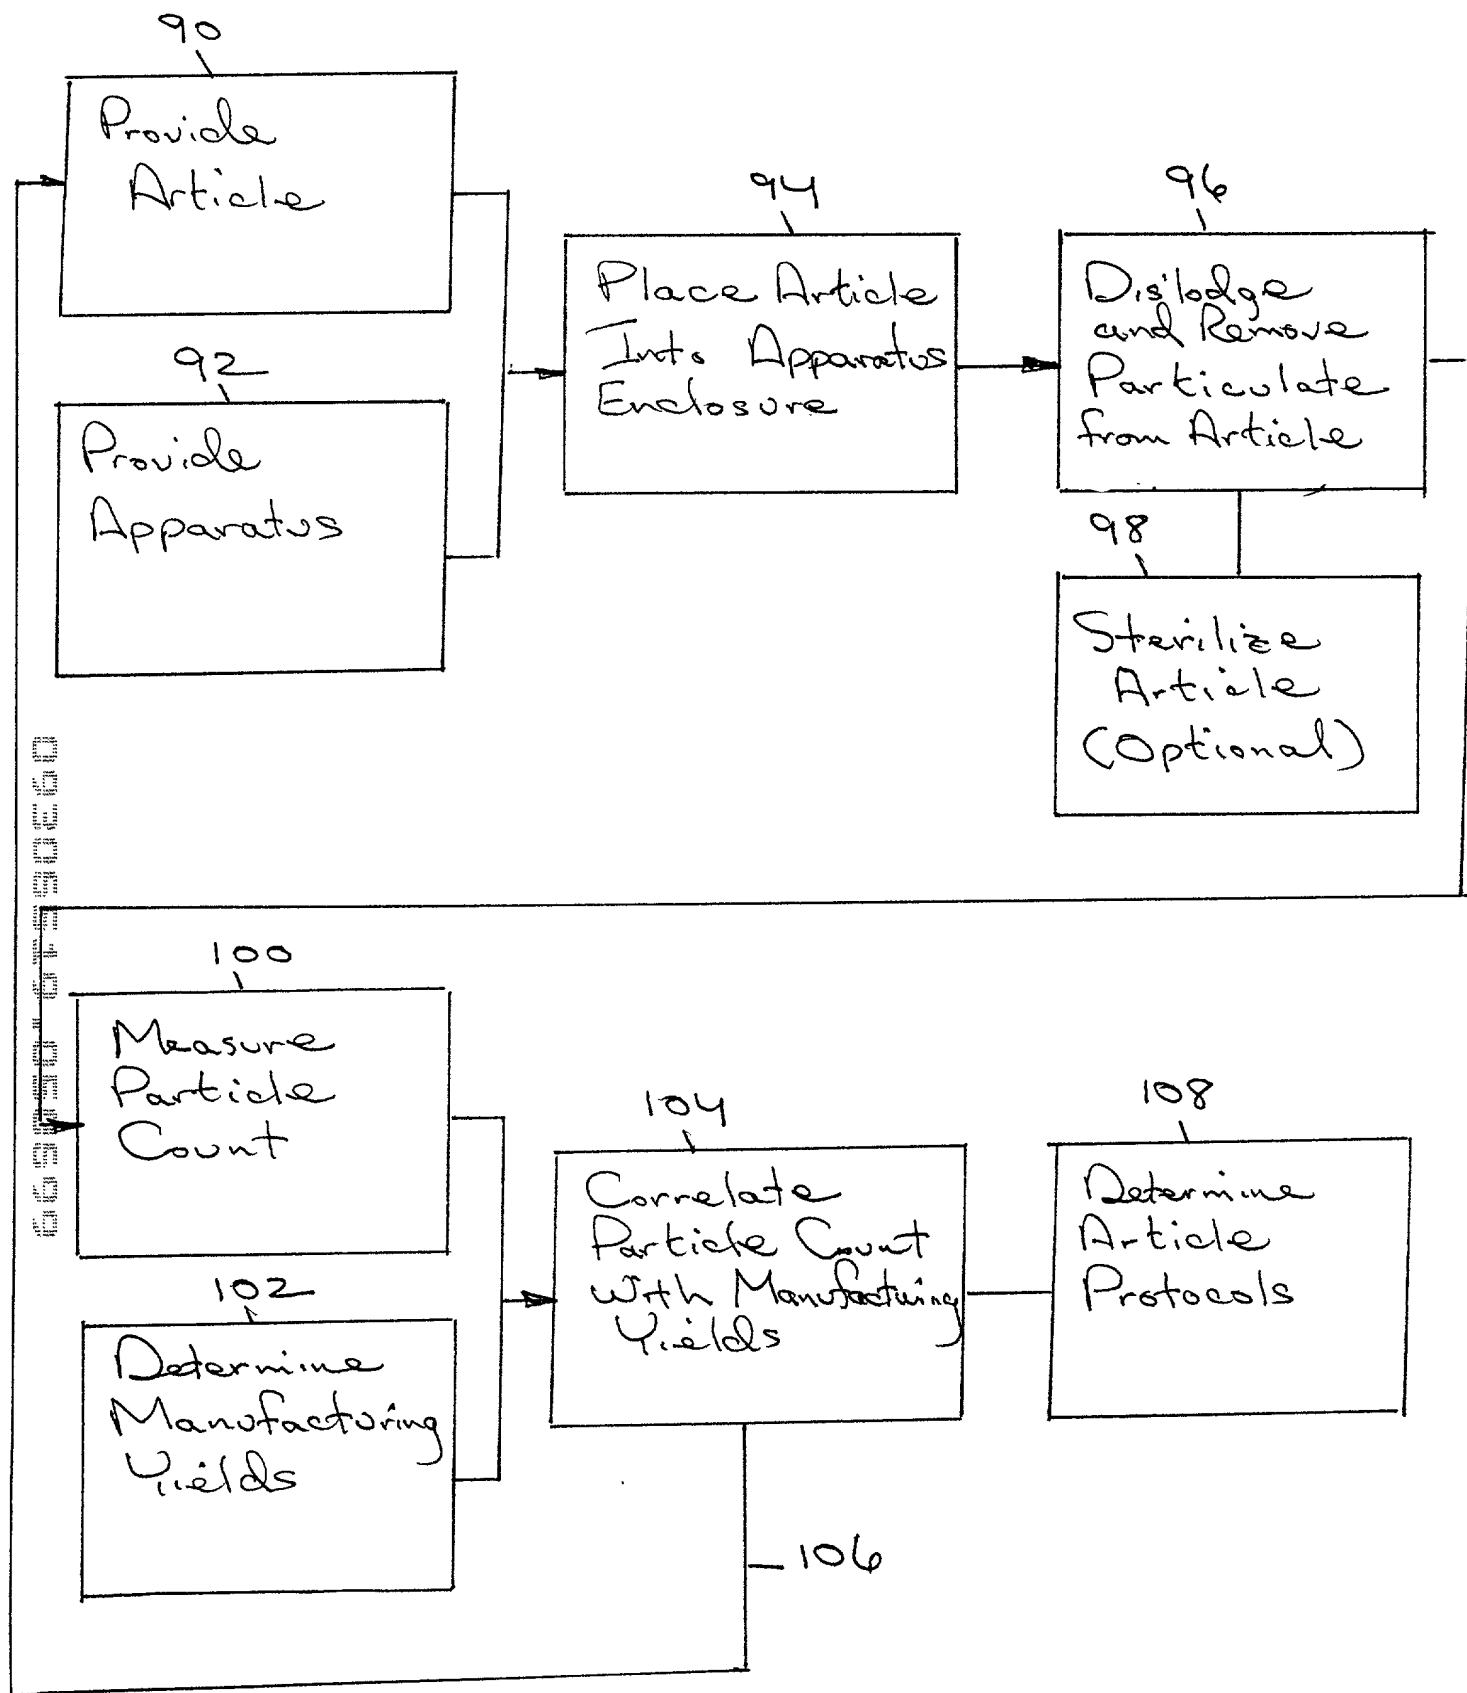 90
Provide
Article
92
Provide
Apparatus
94
Place Article
Into Apparatus
Enclosure
96
Dislodge
and Remove
Particulate
from Article
98
Sterilize
Article
(Optional)
100
Measure
Particle
Count
102
Determine
Manufacturing
Yields
104
Correlate
Particle Count
With Manufacturing
Yields
106
108
Determine
Article
Protocols